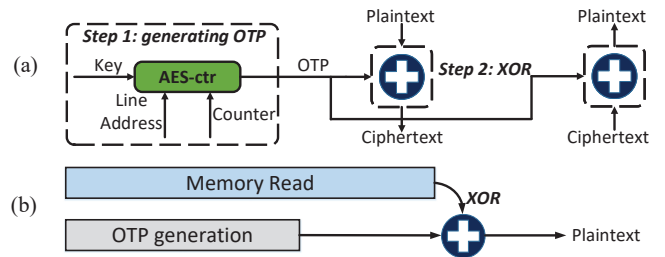 Plaintext
Plaintext
Step 1: generating OTP
(a)
Key
AES-ctr
OTP
Step 2: XOR
Line
Address
Counter
Ciphertext
Ciphertext
Memory Read
XOR
(b)
OTP generation
Plaintext